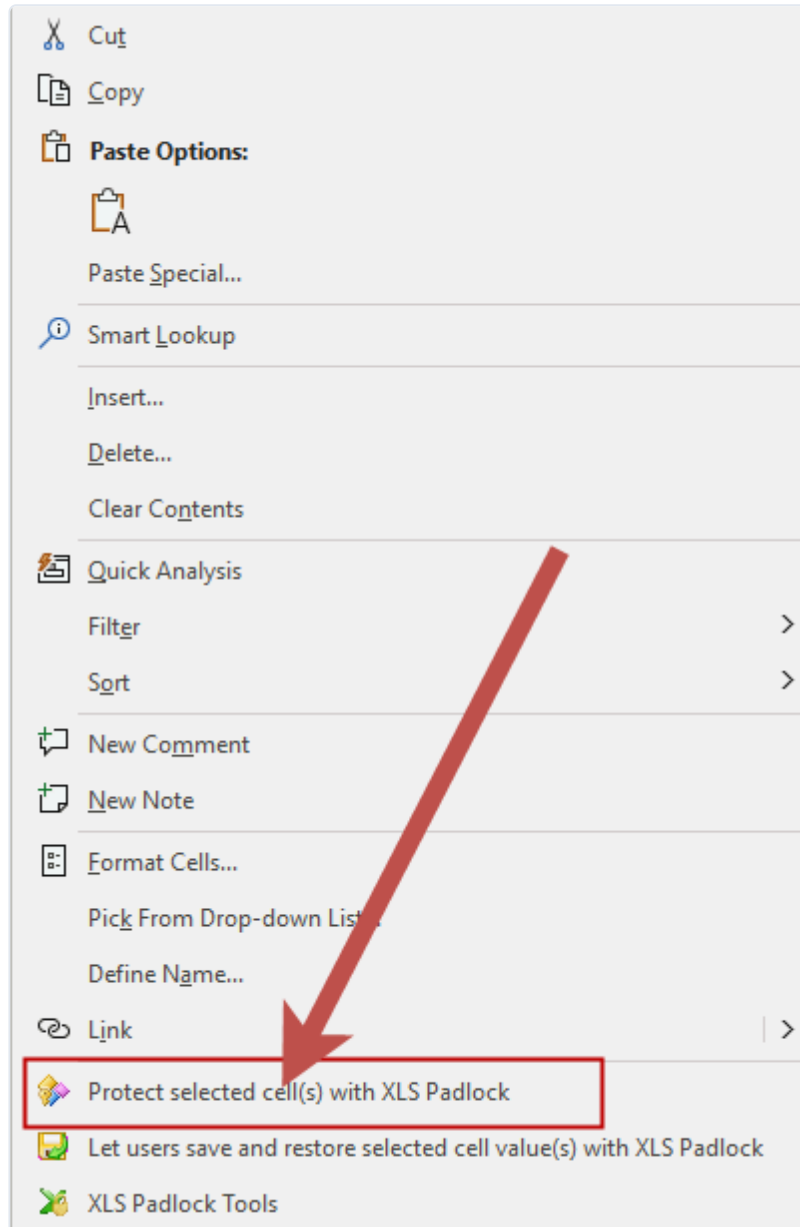 Cut
Copy
Paste Options:
A
Paste Special...
Smart Lookup
Insert...
Delete...
Clear Contents
Quick Analysis
Filter
Sort
New Comment
New Note
Format Cells...
Pick From Drop-down List...
Define Name...
Link
Protect selected cell(s) with XLS Padlock
Let users save and restore selected cell value(s) with XLS Padlock
XLS Padlock Tools